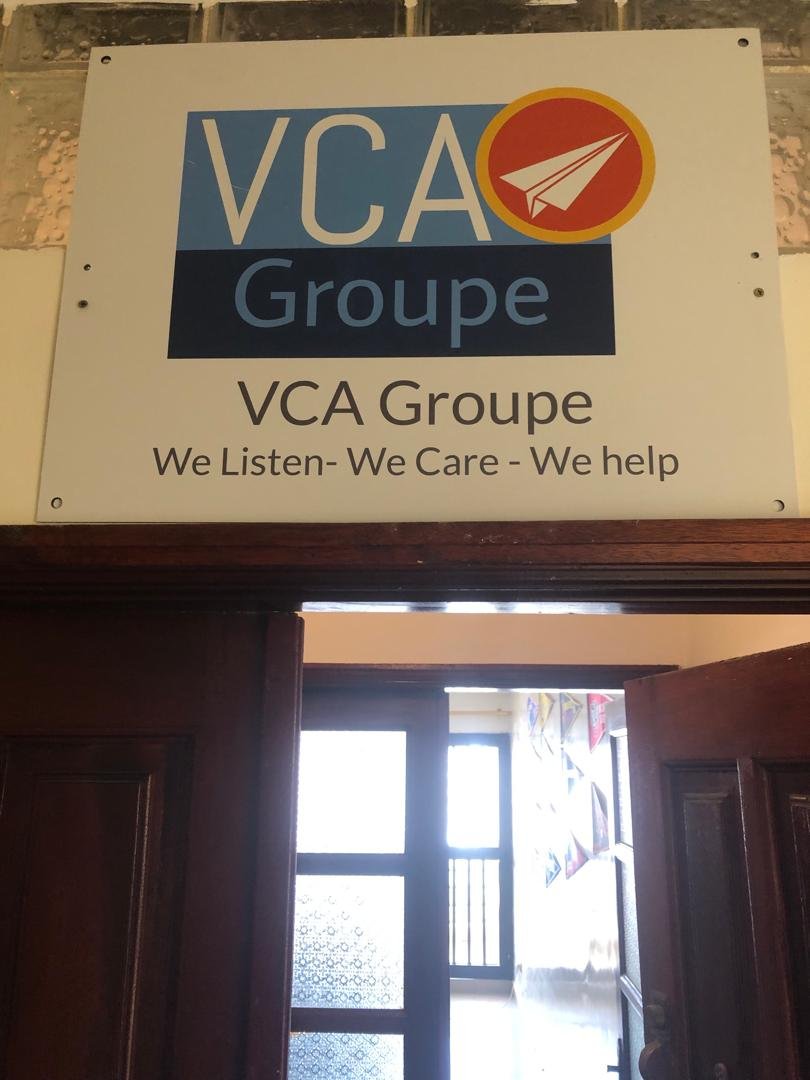 VCA
Groupe
VCA Groupe
We Listen- We Care - We help